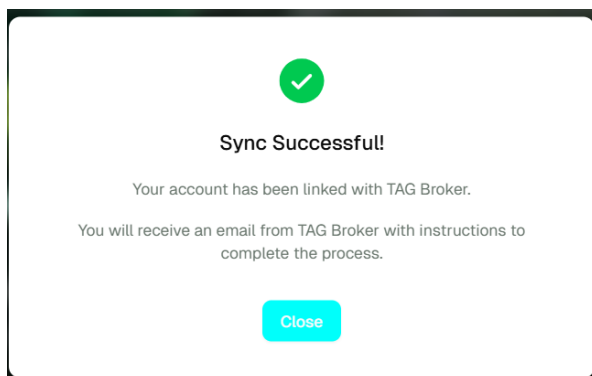 Sync Successful!
Your account has been linked with TAG Broker.
You will receive an email from TAG Broker with instructions to
complete the process.
Close